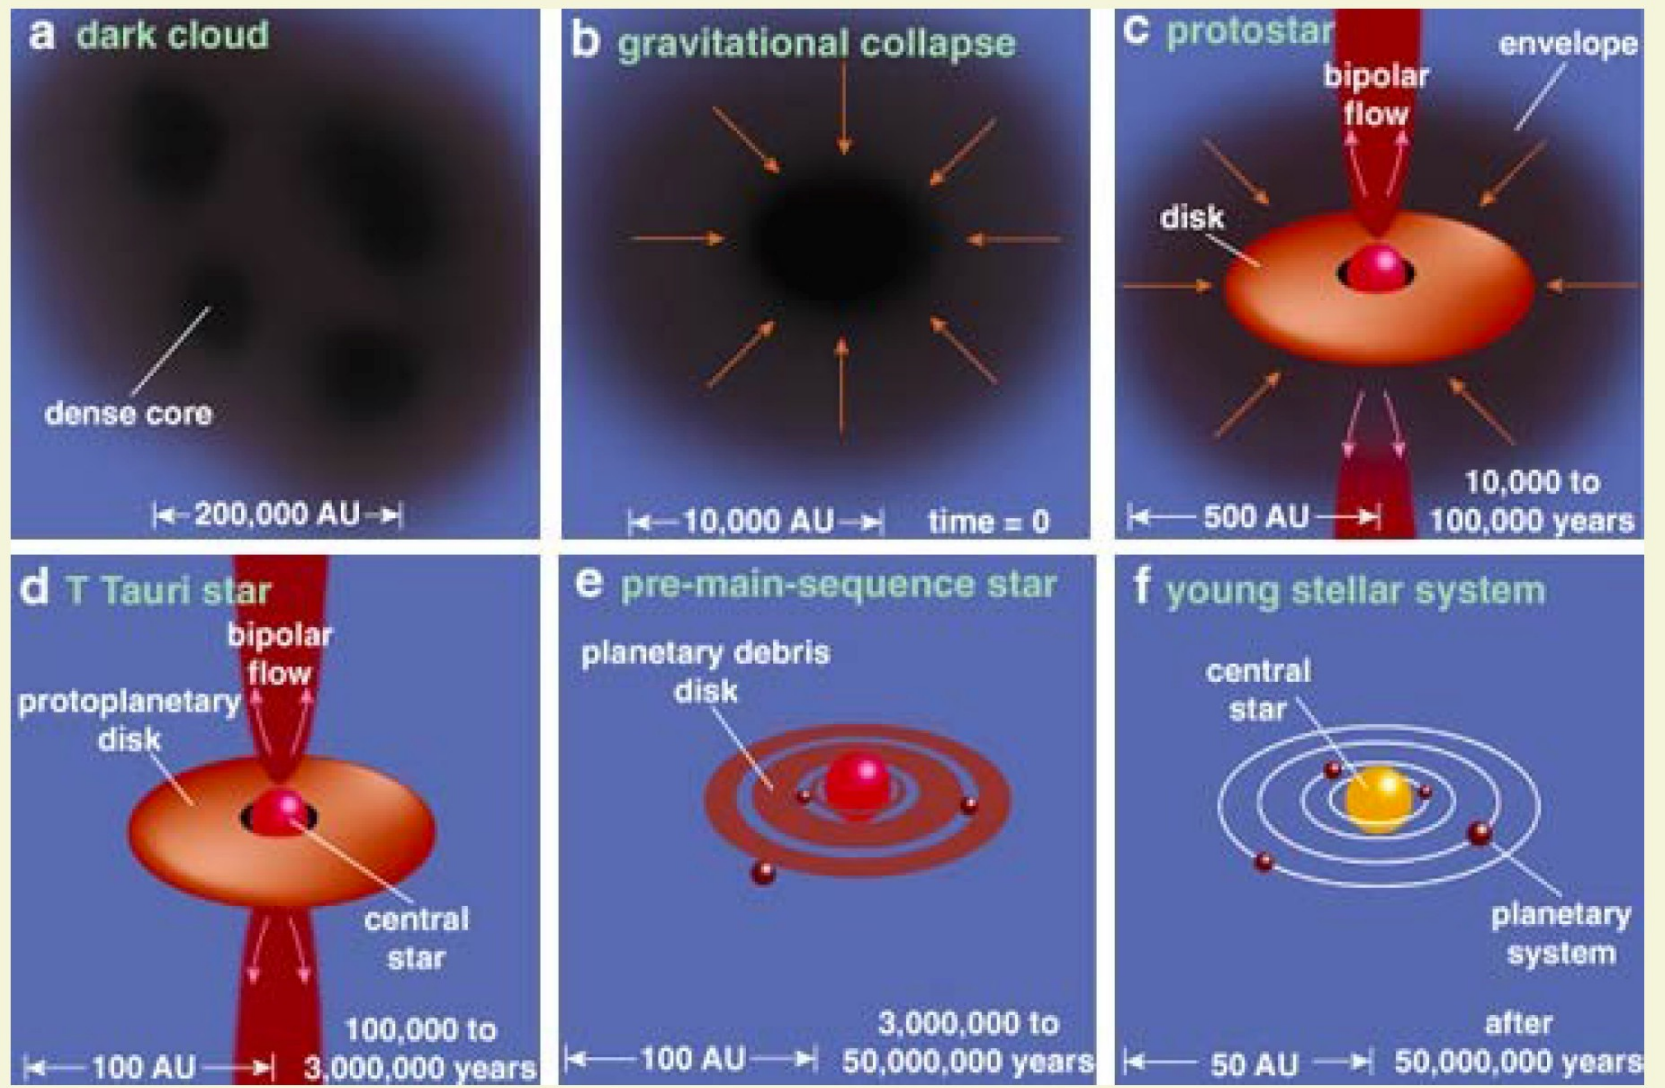 a dark cloud
dense core
200,000 AU
b gravitational collapse
10,000 AU
time = 0
c protostar
envelope
bipolar
flow
disk
500 AU
10,000 to
100,000 years
d T Tauri star
bipolar
flow
protoplanetary
disk
central
star
100 AU
100,000 to
3,000,000 years
e pre-main-sequence star
planetary debris
disk
100 AU
3,000,000 to
50,000,000 years
f young stellar system
central
star
planetary
system
50 AU
after
50,000,000 years